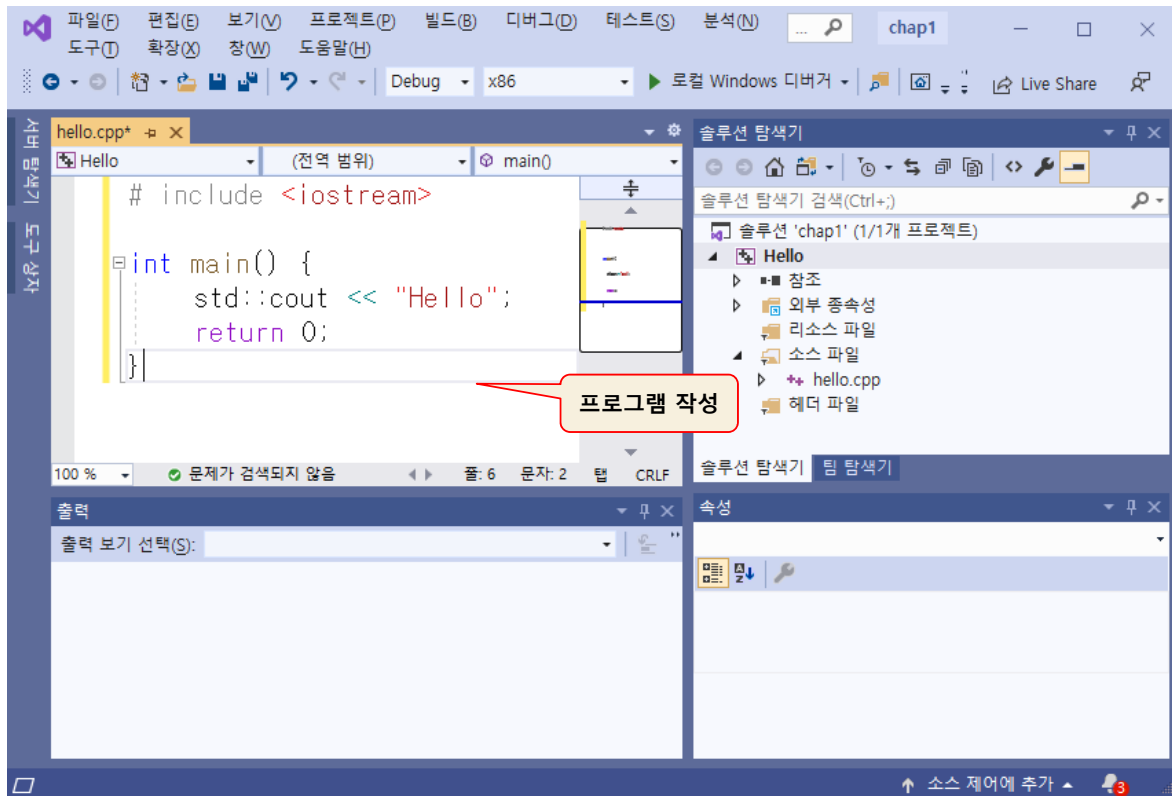 파일(F) 편집(E) 보기(V) 프로젝트(P) 빌드(B) 디버그(D) 테스트(S) 분석(N) ... chap1
도구(T) 확장(X) 창(W) 도움말(H)
Debug x86 로컬 Windows 디버거 Live Share
서버 탐색기 도구 상자
hello.cpp*
Hello (전역 범위) main()
# include <iostream>
int main() {
std::cout << "Hello";
return 0;
}
프로그램 작성
100 % 문제가 검색되지 않음 줄: 6 문자: 2 탭 CRLF
솔루션 탐색기
솔루션 탐색기 검색(Ctrl+;)
솔루션 'chap1' (1/1개 프로젝트)
Hello
참조
외부 종속성
리소스 파일
소스 파일
hello.cpp
헤더 파일
솔루션 탐색기 팀 탐색기
출력
출력 보기 선택(S):
속성
소스 제어에 추가 3